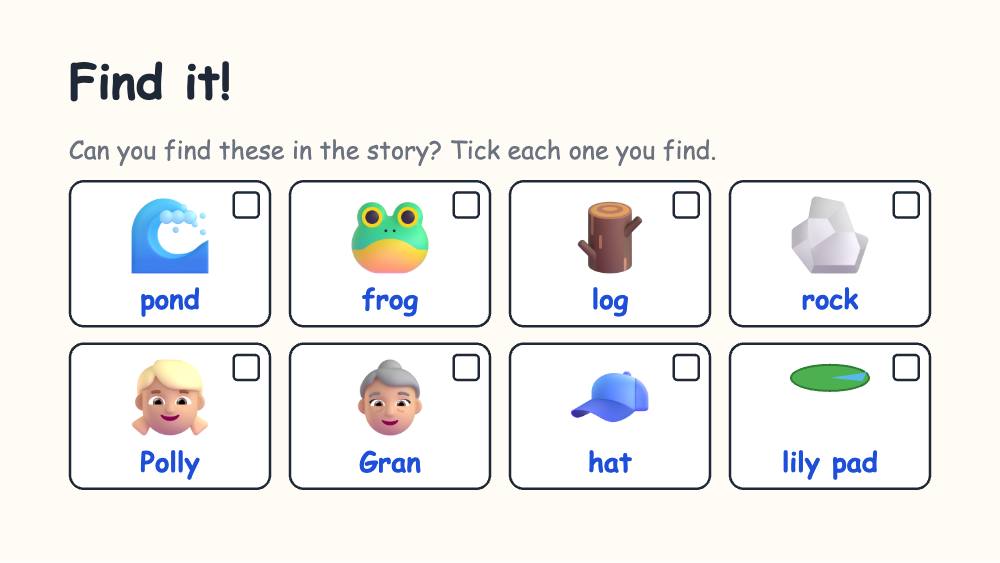 Find it!
Can you find these in the story? Tick each one you find.
pond
frog
log
rock
Polly
Gran
hat
lily pad